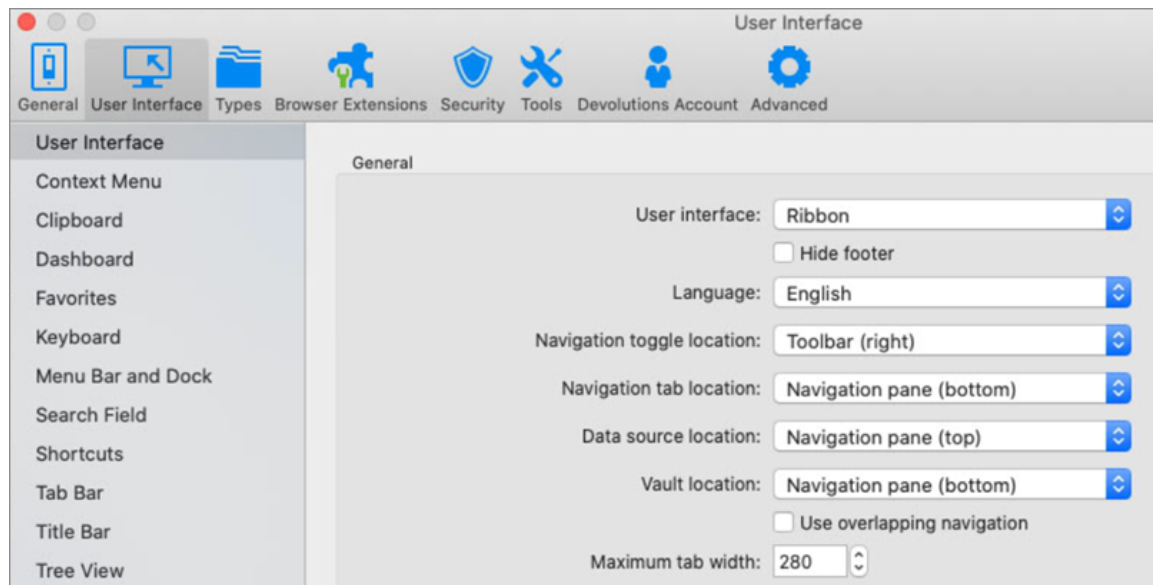 User Interface
General User Interface Types Browser Extensions Security Tools Devolutions Account Advanced
User Interface
Context Menu
Clipboard
Dashboard
Favorites
Keyboard
Menu Bar and Dock
Search Field
Shortcuts
Tab Bar
Title Bar
Tree View
General
User interface: Ribbon
Hide footer
Language: English
Navigation toggle location: Toolbar (right)
Navigation tab location: Navigation pane (bottom)
Data source location: Navigation pane (top)
Vault location: Navigation pane (bottom)
Use overlapping navigation
Maximum tab width: 280